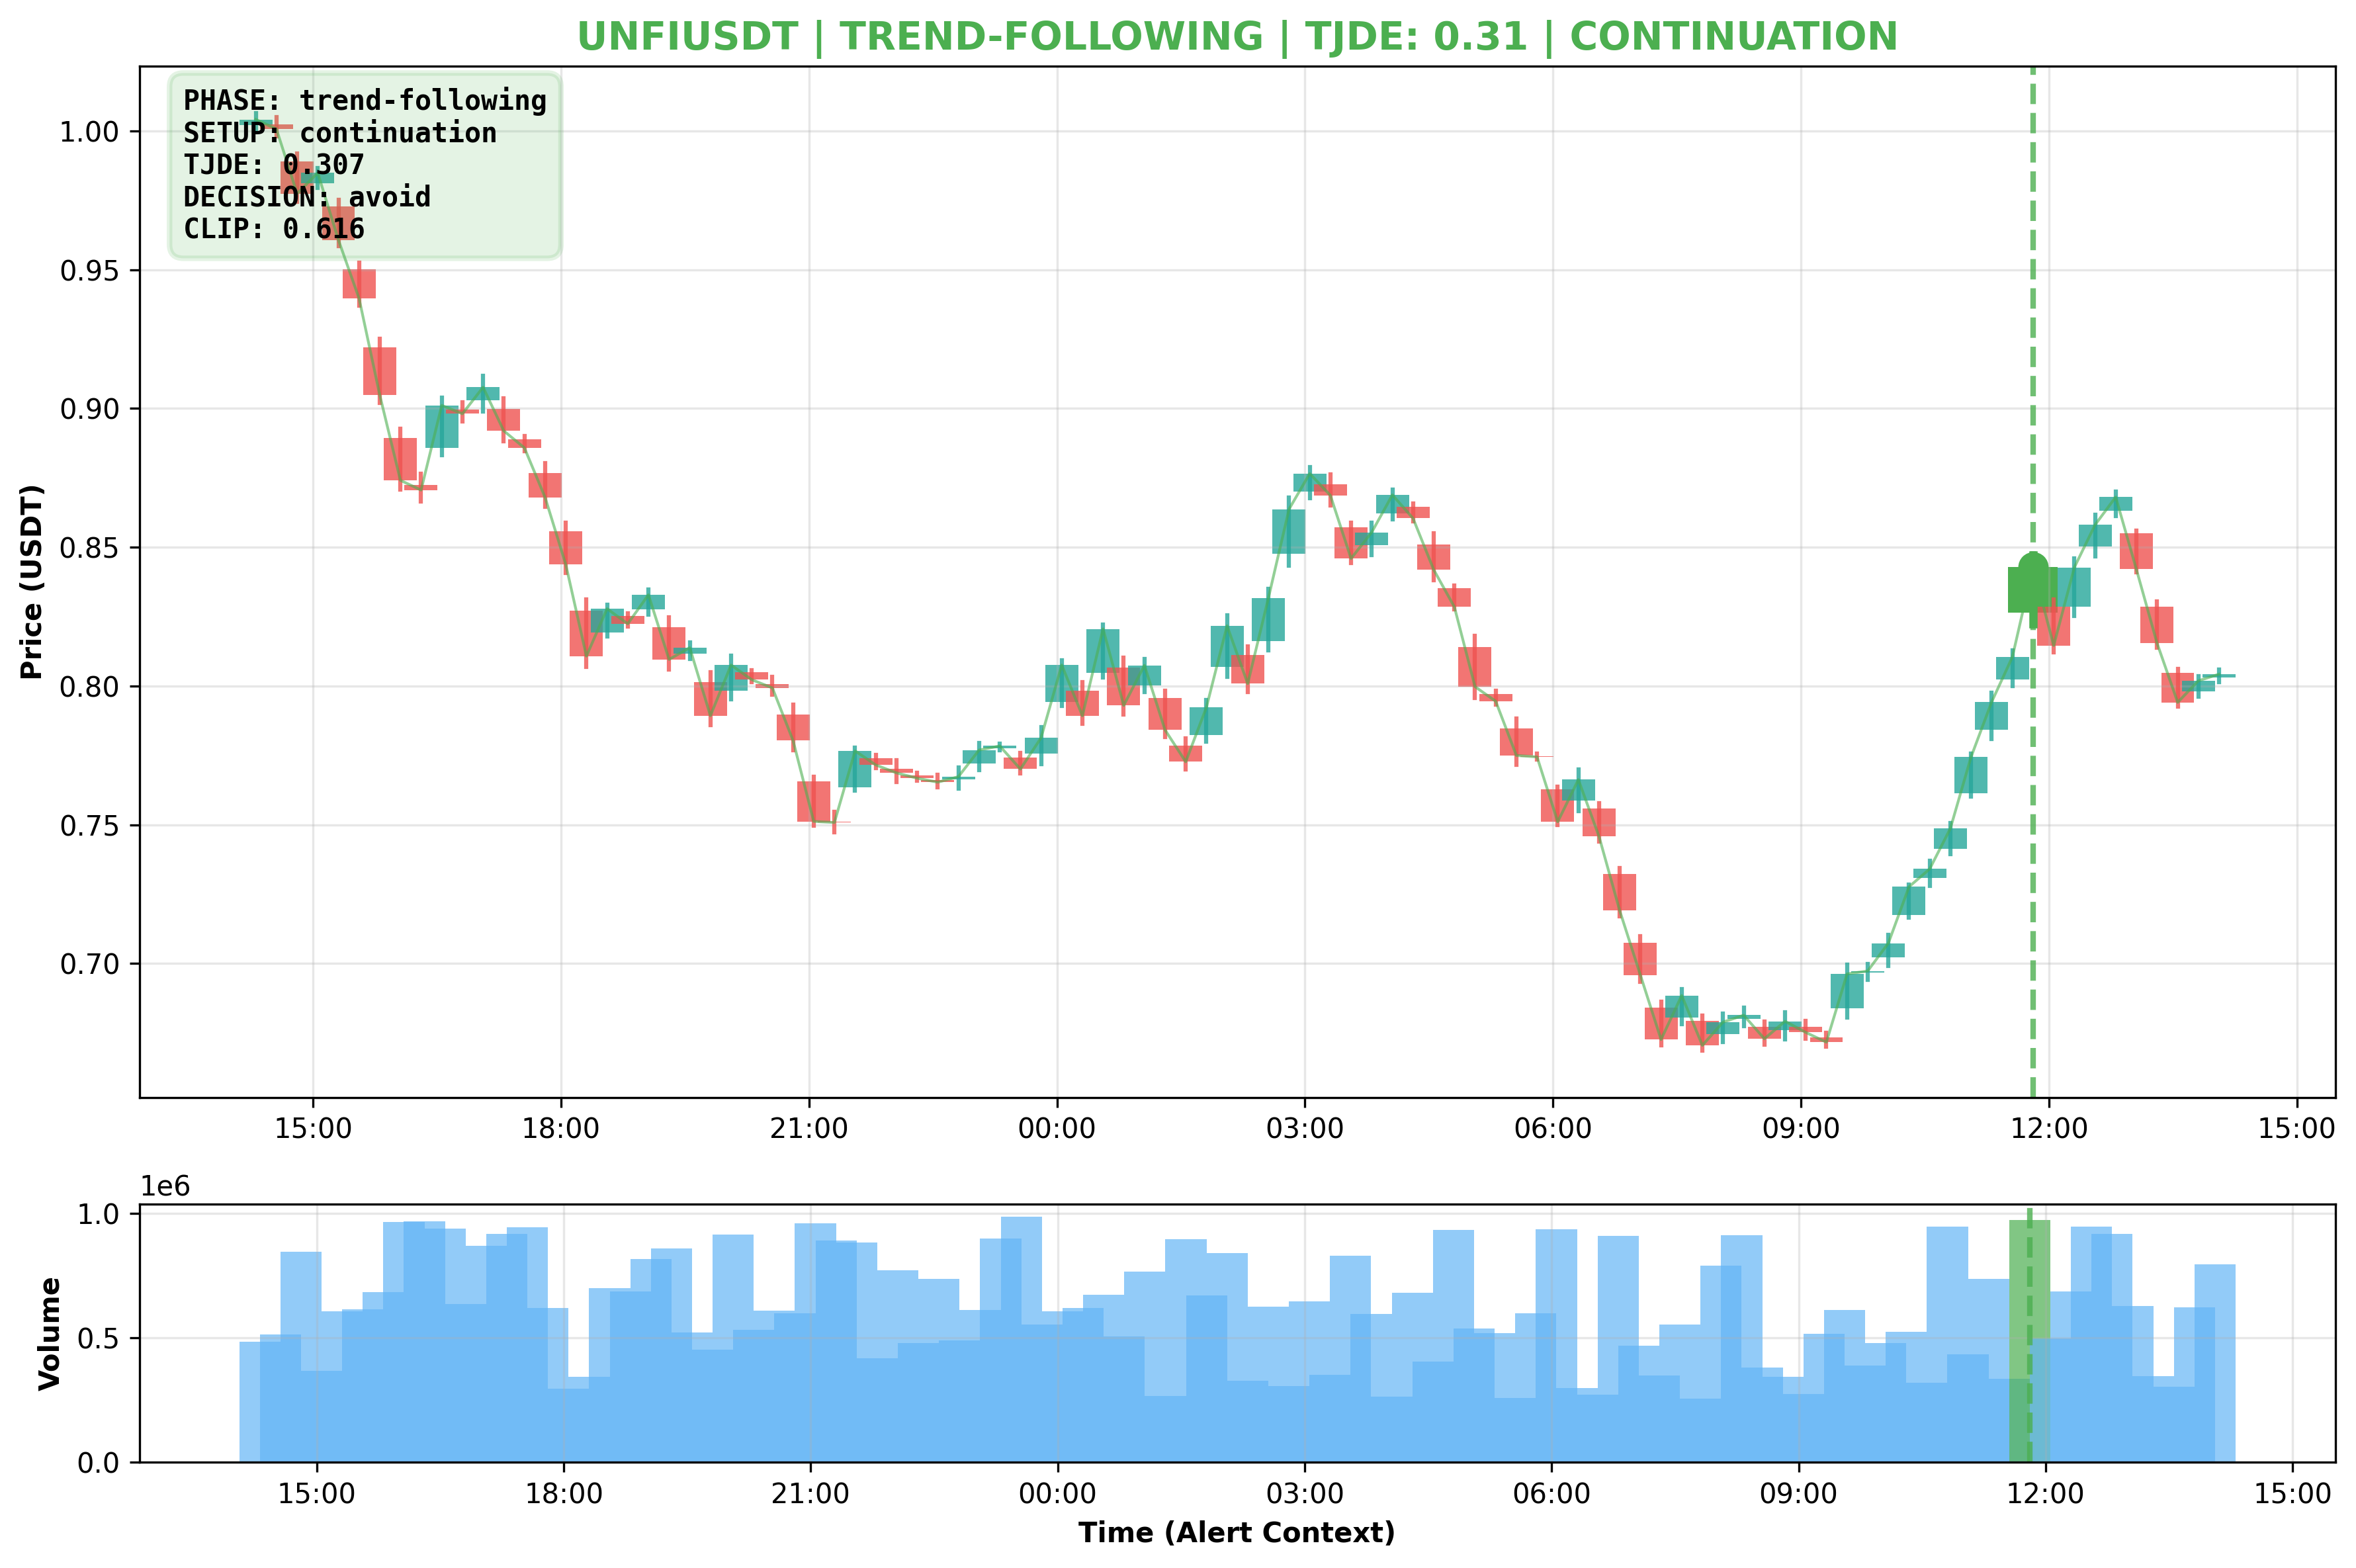 UNFIUSDT | TREND-FOLLOWING | TJDE: 0.31 | CONTINUATION
PHASE: trend-following
SETUP: continuation
TJDE: 0.307
DECISION: avoid
CLIP: 0.616
Price (USDT)
1.00
0.95
0.90
0.85
0.80
0.75
0.70
15:00 18:00 21:00 00:00 03:00 06:00 09:00 12:00 15:00
1e6
Volume
1.0
0.5
0.0
15:00 18:00 21:00 00:00 03:00 06:00 09:00 12:00 15:00
Time (Alert Context)